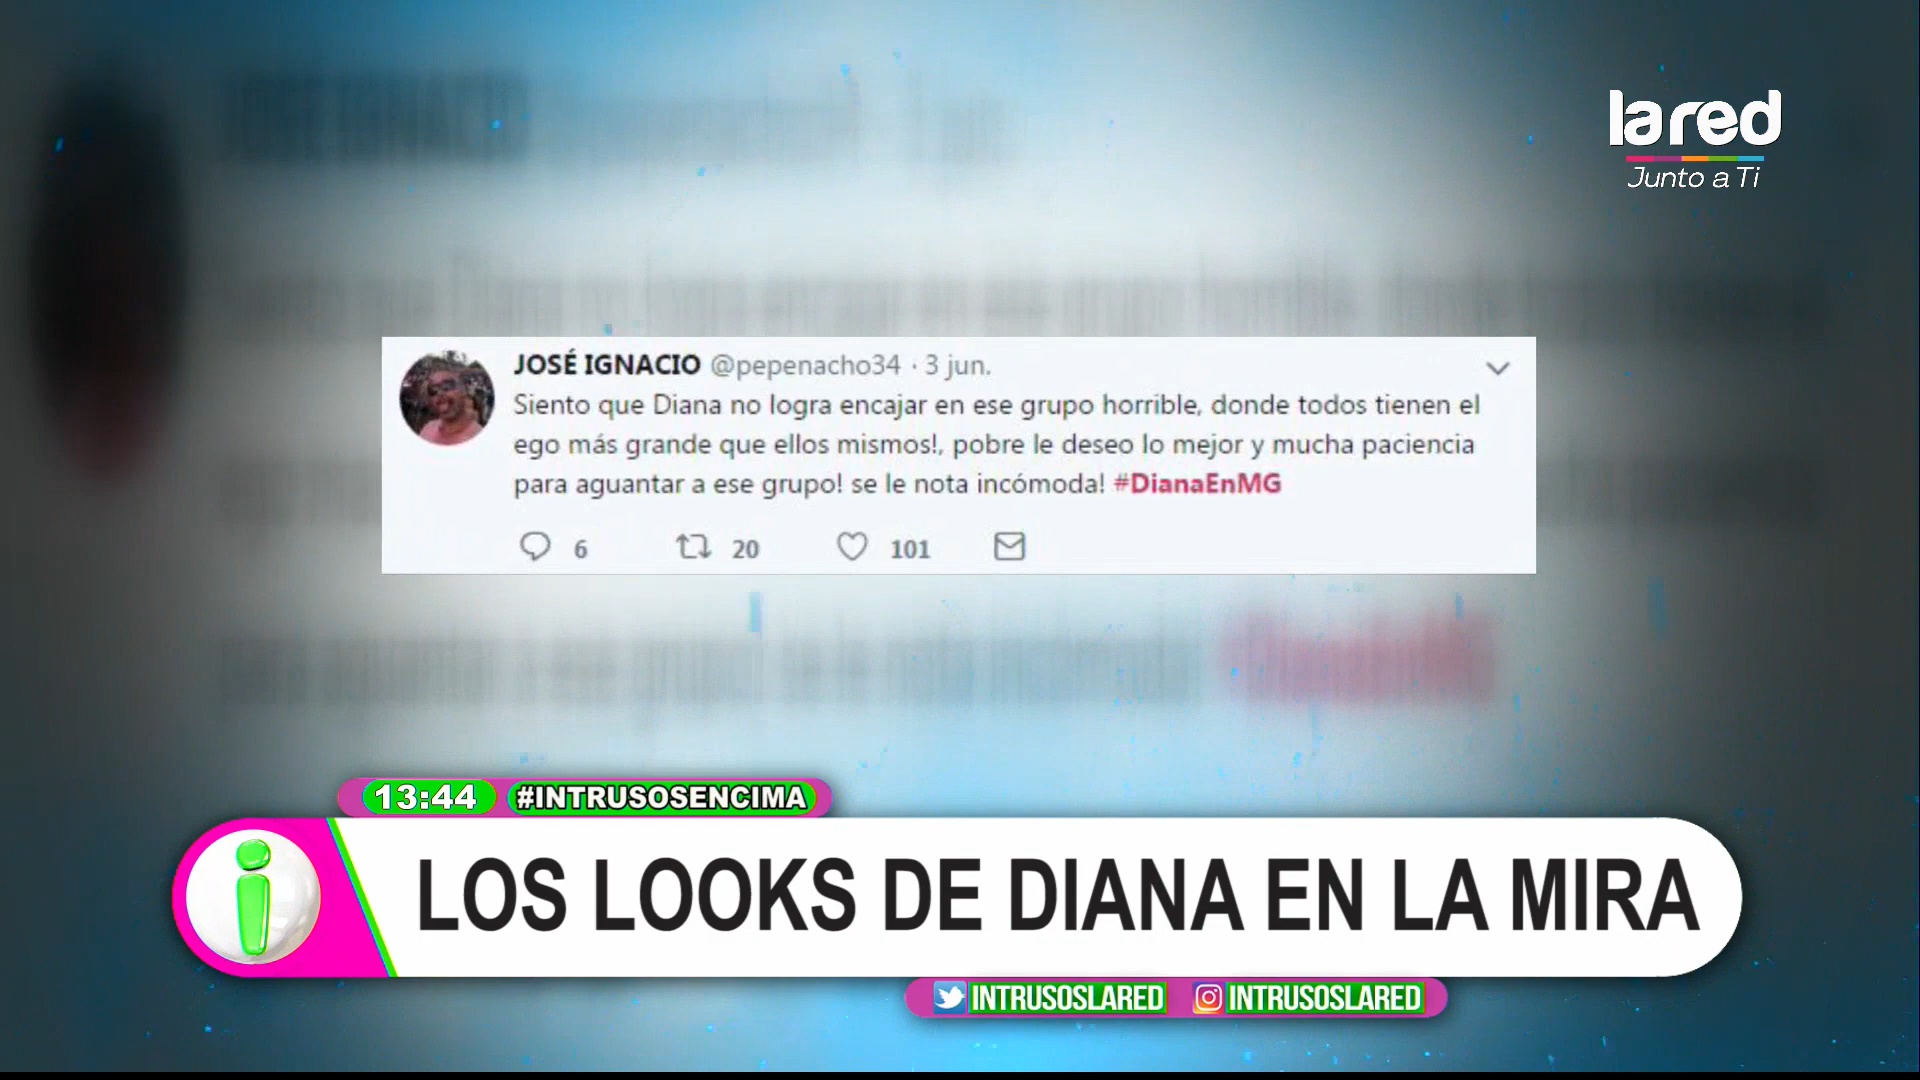 la red
Junto a Ti
JOSÉ IGNACIO @pepenacho34 · 3 jun.
Siento que Diana no logra encajar en ese grupo horrible, donde todos tienen el
ego más grande que ellos mismos!, pobre le deseo lo mejor y mucha paciencia
para aguantar a ese grupo! se le nota incómoda! #DianaEnMG
6 20 101
13:44 #INTRUSOSENCIMA
i LOS LOOKS DE DIANA EN LA MIRA
INTRUSOSLARED INTRUSOSLARED